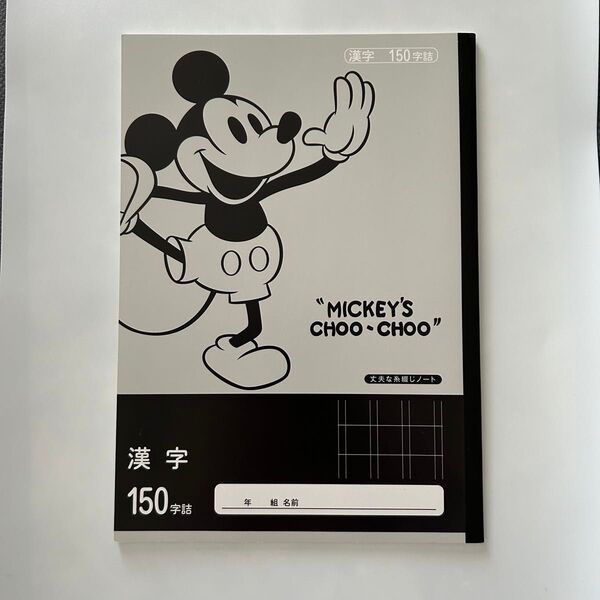 漢字 150字詰
"MICKEY'S
CHOO-CHOO"
丈夫な糸綴じノート
漢字
150字詰
年 組 名前